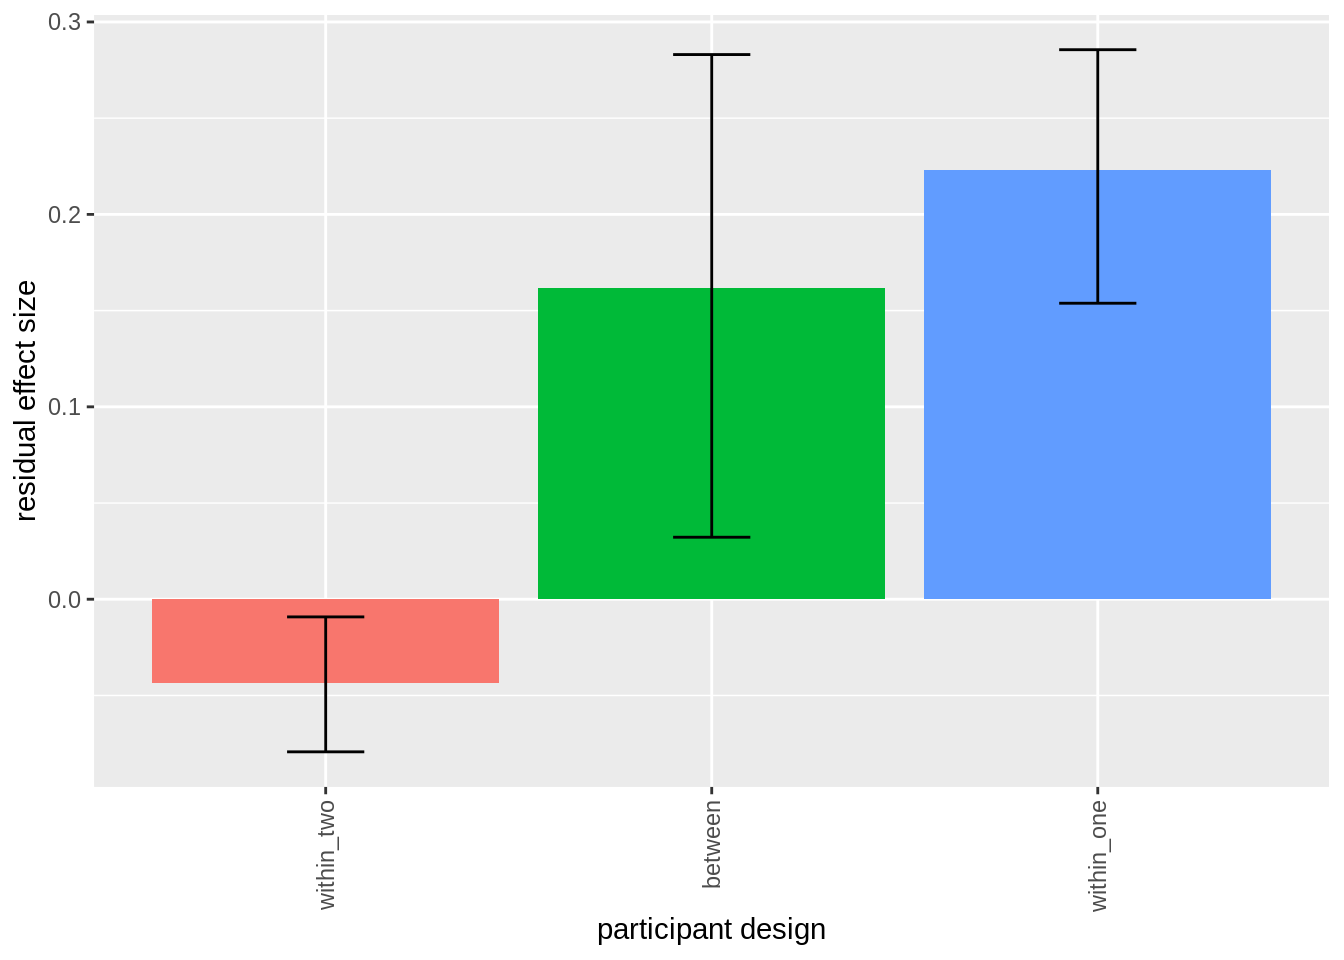 residual effect size
0.3
0.2
0.1
0.0
within_two
between
within_one
participant design